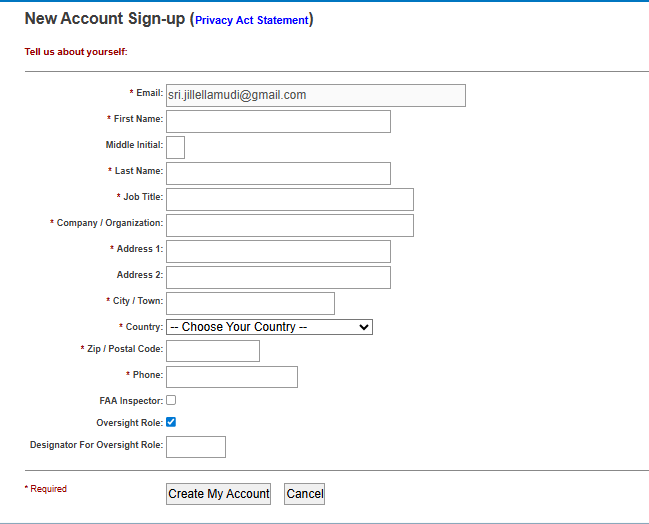 New Account Sign-up (Privacy Act Statement)
Tell us about yourself:
* Email: sri.jillellamudi@gmail.com
* First Name:
Middle Initial:
* Last Name:
* Job Title:
* Company / Organization:
* Address 1:
Address 2:
* City / Town:
* Country: -- Choose Your Country --
* Zip / Postal Code:
* Phone:
FAA Inspector:
Oversight Role:
Designator For Oversight Role:
* Required Create My Account Cancel